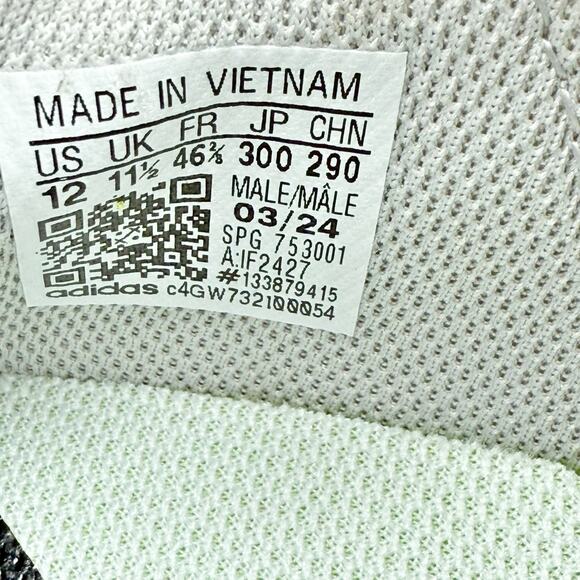 MADE IN VIETNAM
US UK FR JP CHN
12 11½ 46⅔ 300 290
MALE/MÂLE
03/24
SPG 753001
A:IF2427
#133879415
adidas c4GW732100054